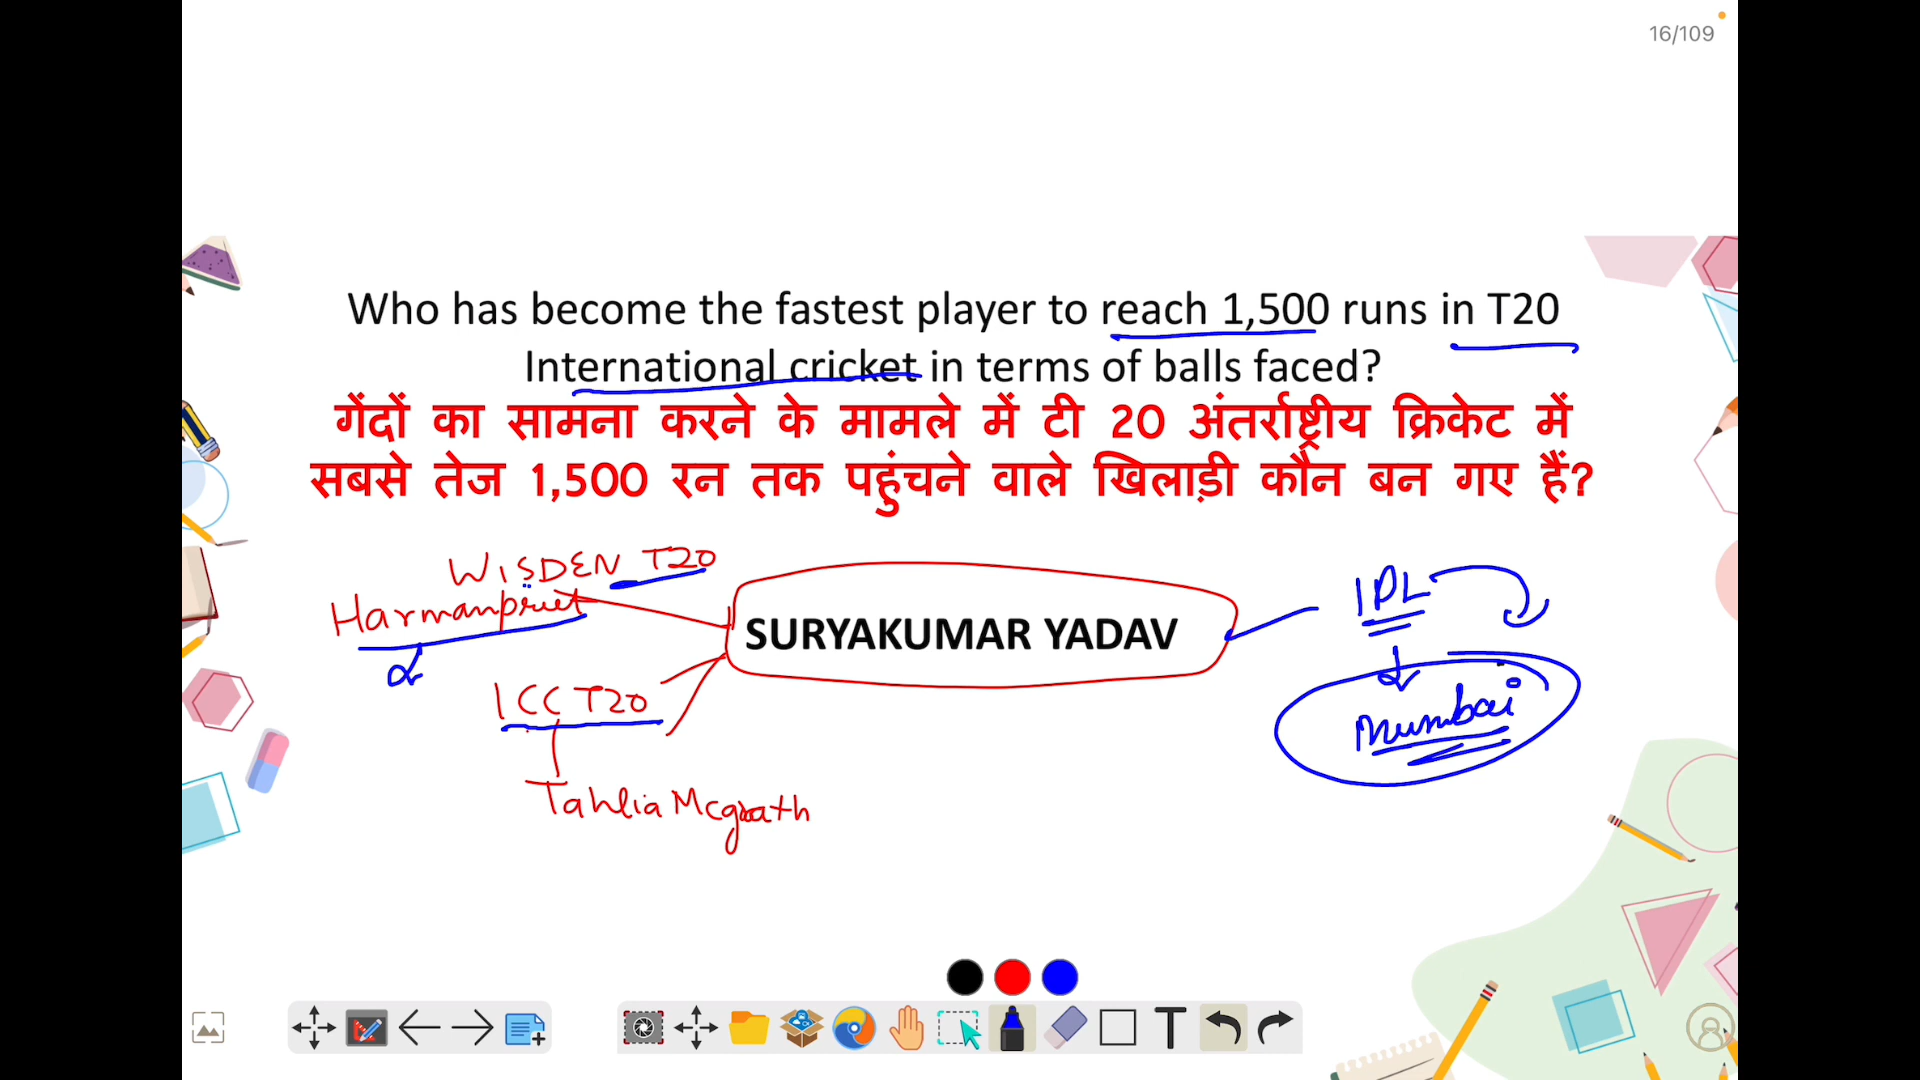 16/109
Who has become the fastest player to reach 1,500 runs in T20
International cricket in terms of balls faced?
गेंदों का सामना करने के मामले में टी 20 अंतर्राष्ट्रीय क्रिकेट में
सबसे तेज 1,500 रन तक पहुंचने वाले खिलाड़ी कौन बन गए हैं?
WISDEN T20
Harmanpriet
SURYAKUMAR YADAV
IPL
ICC T20
Mumbai
Tahlia Mcgrath
T